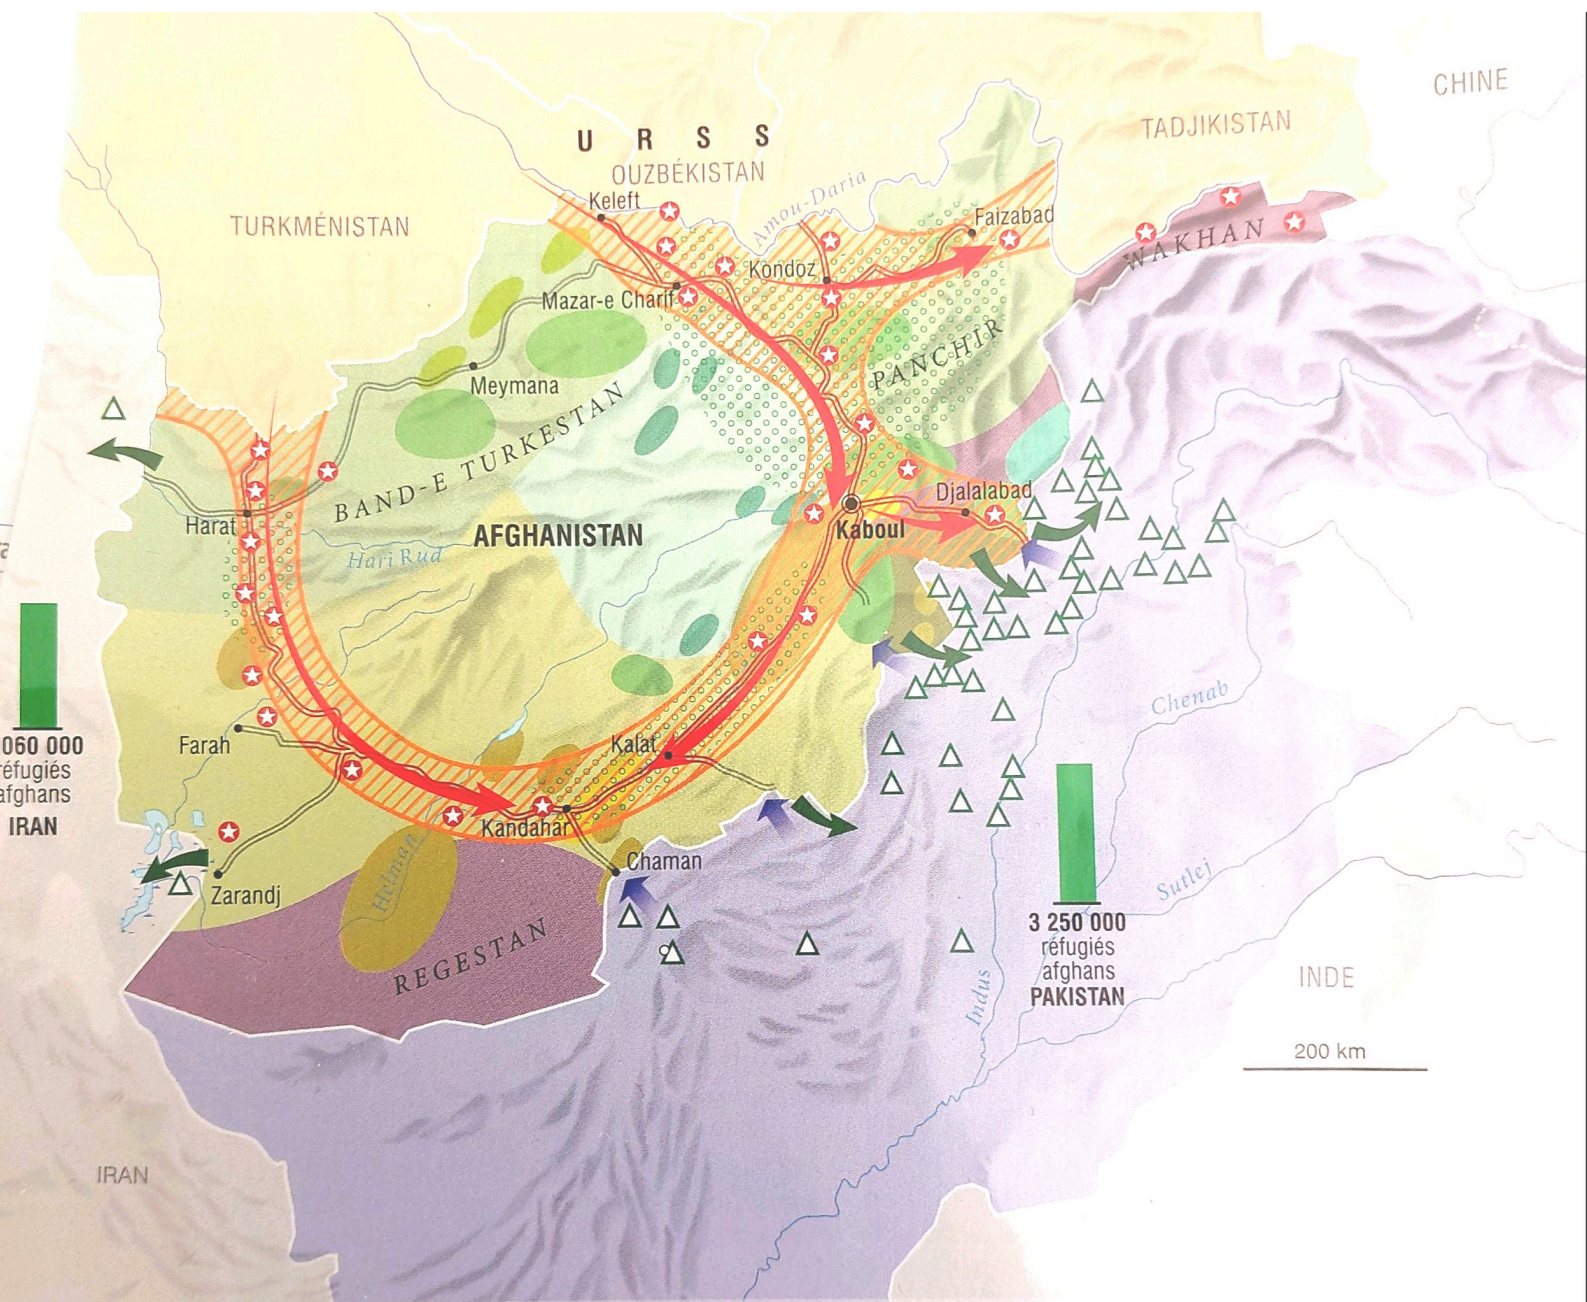 CHINE
TADJIKISTAN
U R S S
OUZBÉKISTAN
Keleft
Amou-Daria
TURKMÉNISTAN
Faizabad
WAKHAN
Kondoz
Mazar-e Charif
PANCHIR
Meymana
BAND-E TURKESTAN
Djalalabad
Harat
AFGHANISTAN
Kaboul
Hari Rud
Chenab
Farah
Kalat
060 000
réfugiés
afghans
IRAN
Kandahar
Chaman
Helman
Zarandj
Sutlej
3 250 000
réfugiés
afghans
PAKISTAN
REGESTAN
Indus
INDE
200 km
IRAN